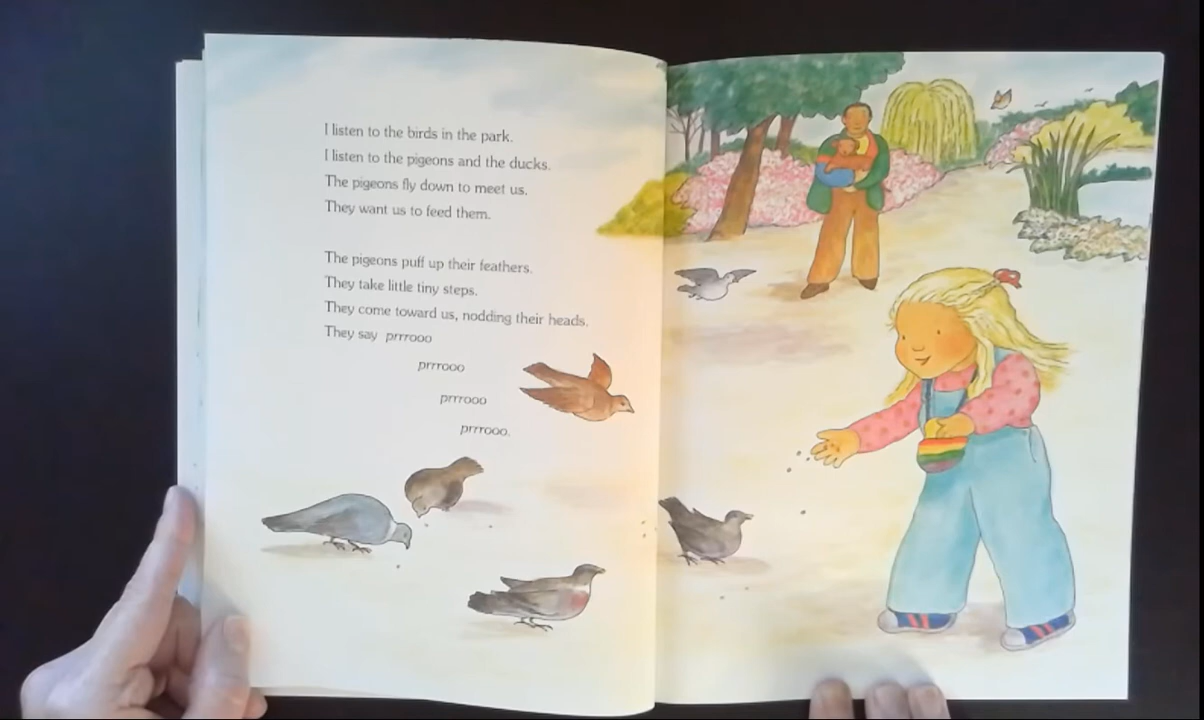 I listen to the birds in the park.
I listen to the pigeons and the ducks.
The pigeons fly down to meet us.
They want us to feed them.
The pigeons puff up their feathers.
They take little tiny steps.
They come toward us, nodding their heads.
They say prrrooo
prrrooo
prrrooo
prrrooo.